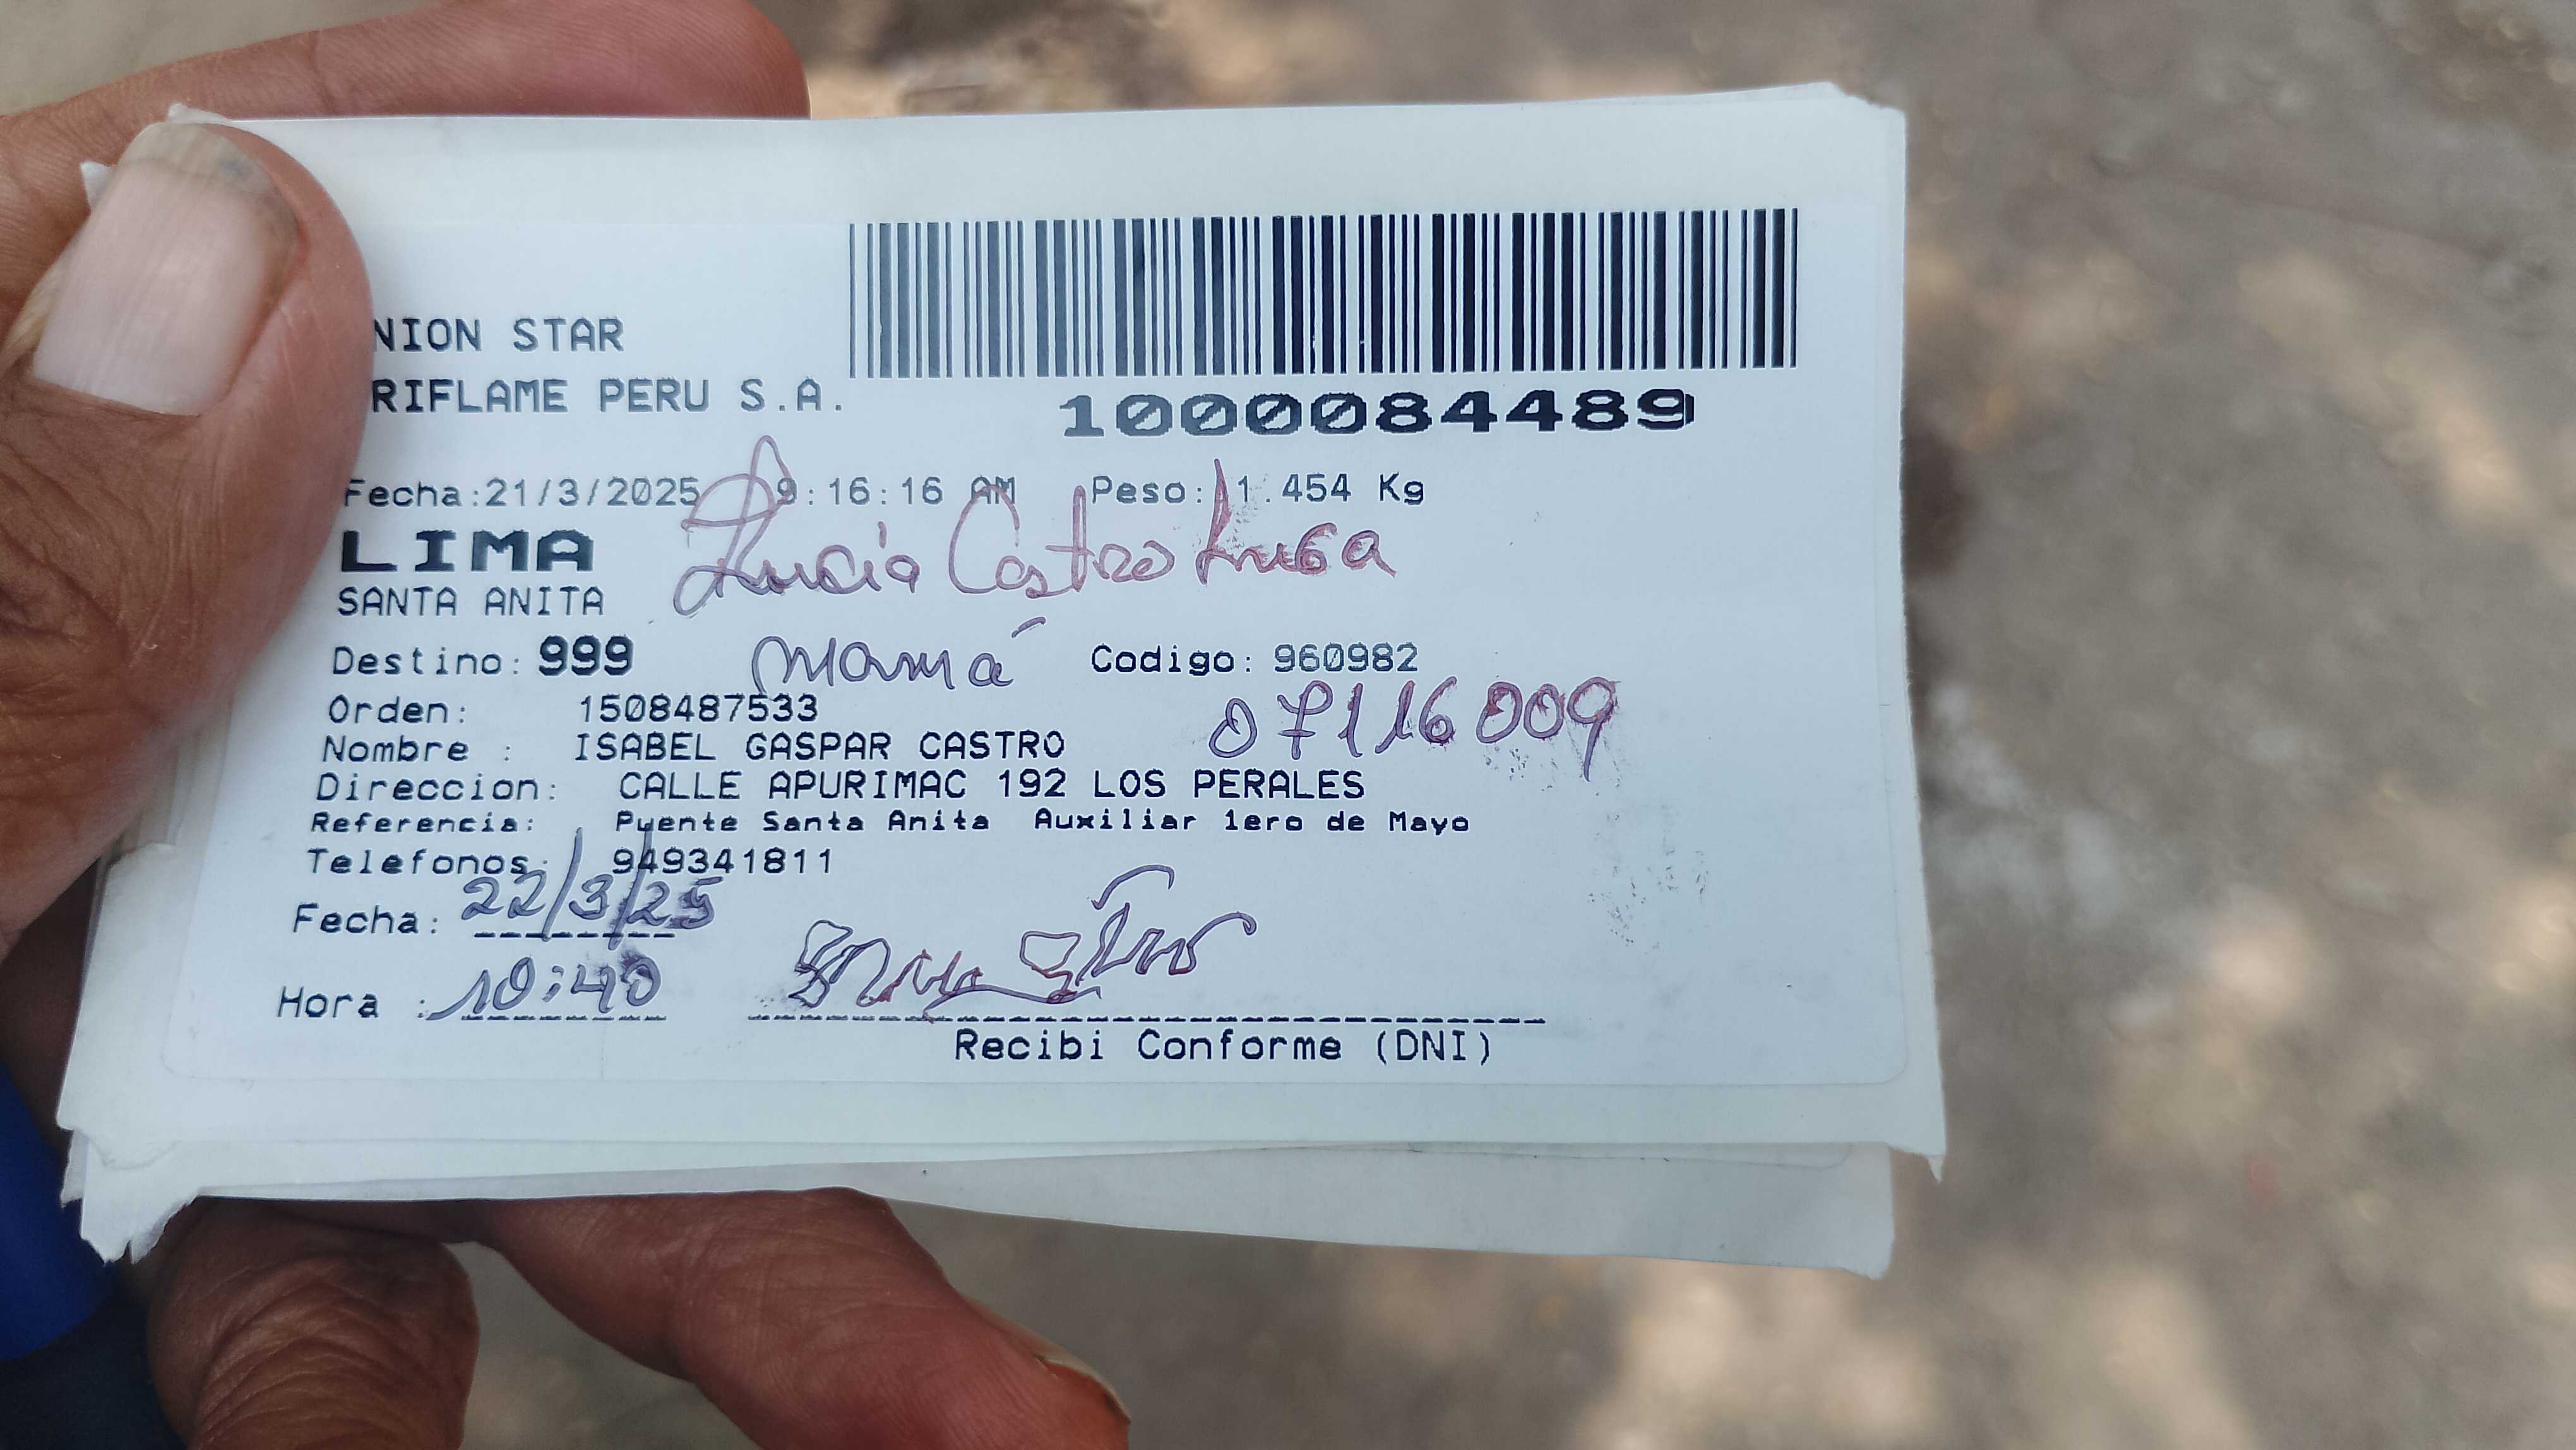 NION STAR
RIFLAME PERU S.A.
1000084489
Fecha:21/3/2025 9:16:16 AM Peso: 1.454 Kg
LIMA
Lucia Castro
SANTA ANITA
Destino: 999 mamá Codigo: 960982
Orden: 1508487533
07116009
Nombre : ISABEL GASPAR CASTRO
Direccion: CALLE APURIMAC 192 LOS PERALES
Referencia: Puente Santa Anita Auxiliar 1ero de Mayo
Telefonos: 949341811
Fecha: 22/3/25
Hora : 10:40
Recibi Conforme (DNI)